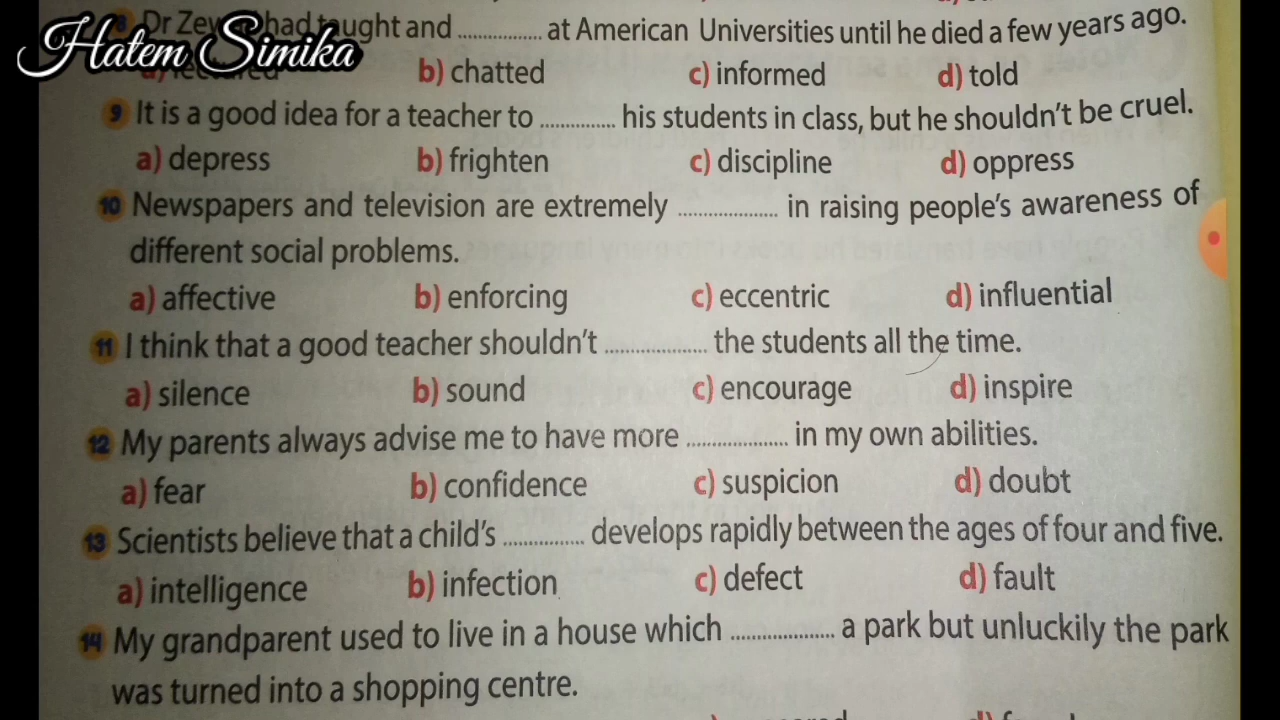 Hatem Simika
Dr had taught and ............... at American Universities until he died a few years ago.
b) chatted c) informed d) told
9 It is a good idea for a teacher to .............. his students in class, but he shouldn't be cruel.
a) depress b) frighten c) discipline d) oppress
10 Newspapers and television are extremely ................... in raising people's awareness of
different social problems.
a) affective b) enforcing c) eccentric d) influential
11 I think that a good teacher shouldn't ................... the students all the time.
a) silence b) sound c) encourage d) inspire
12 My parents always advise me to have more ................... in my own abilities.
a) fear b) confidence c) suspicion d) doubt
13 Scientists believe that a child's ............... develops rapidly between the ages of four and five.
a) intelligence b) infection c) defect d) fault
14 My grandparent used to live in a house which ................... a park but unluckily the park
was turned into a shopping centre.